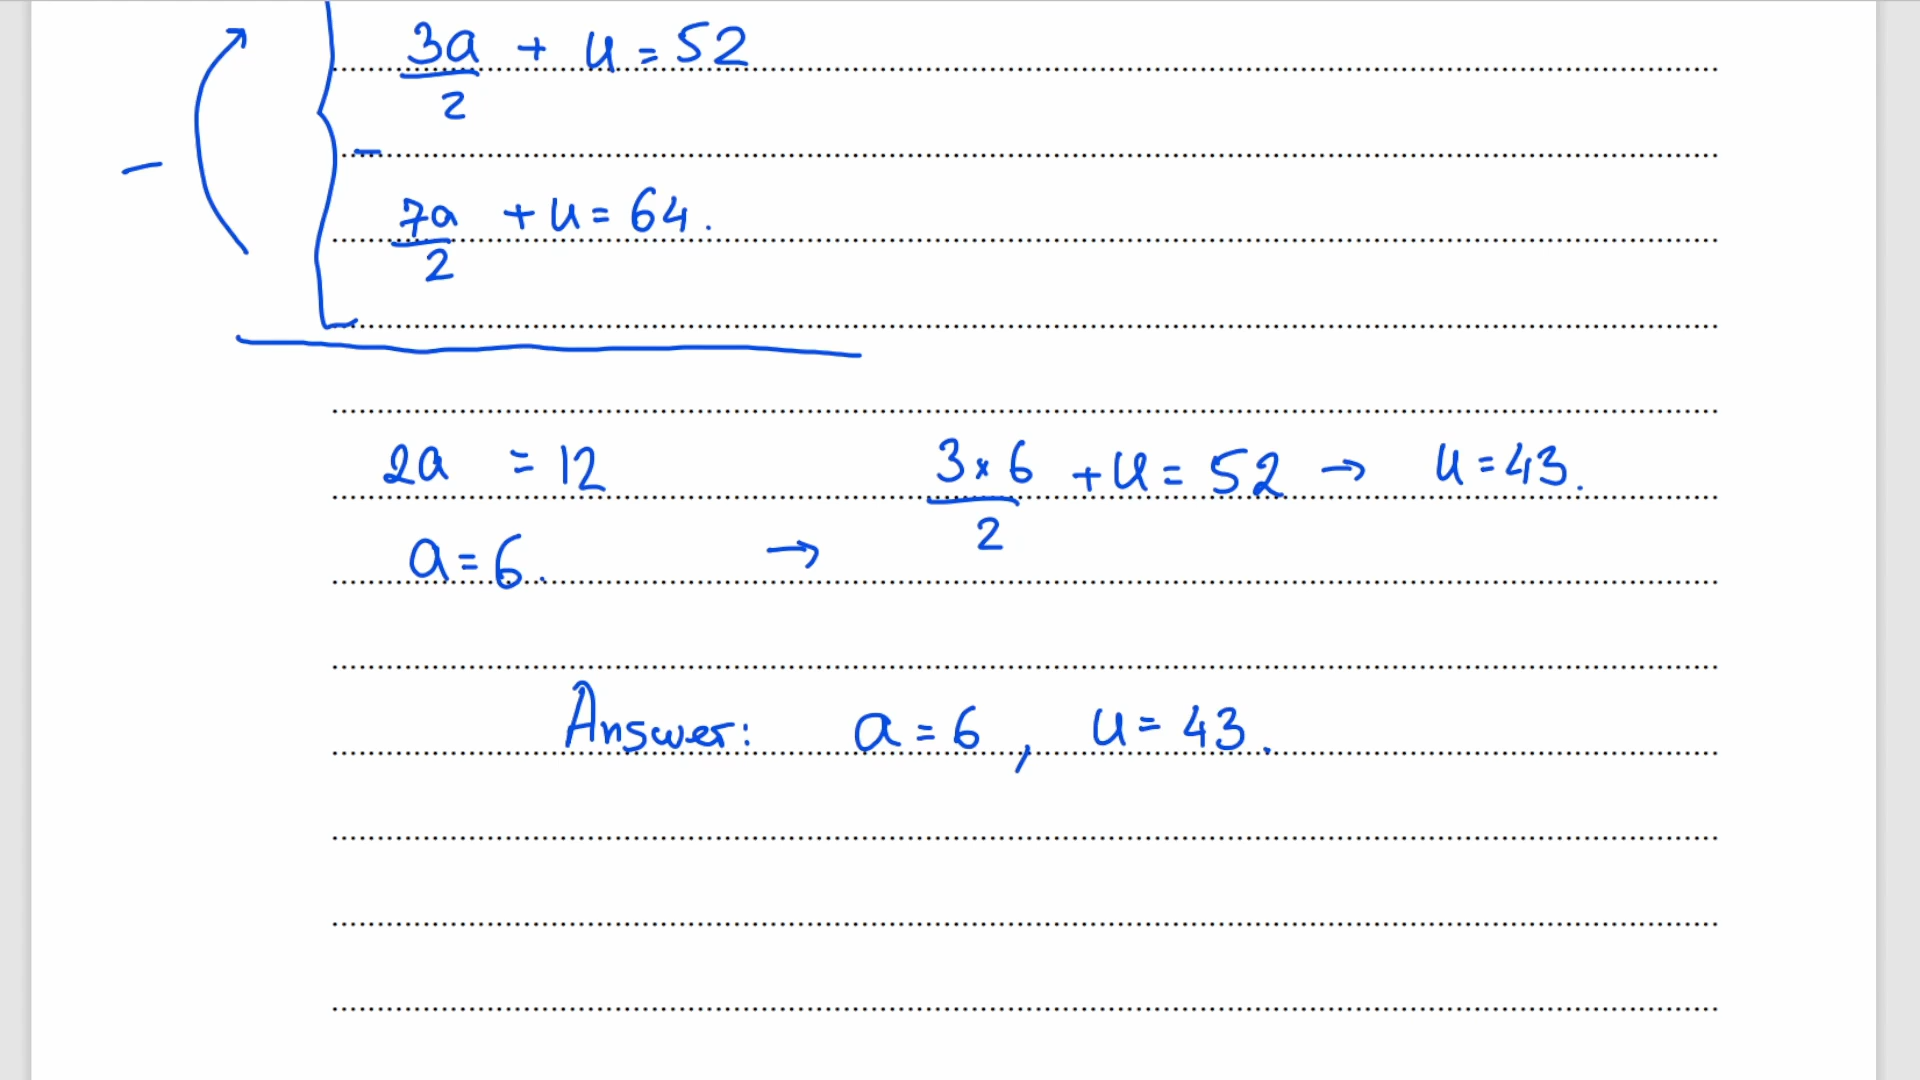 3a/2 + u = 52
-
- 7a/2 + u = 64.
2a = 12
3×6/2 + u = 52 → u = 43.
a = 6. →
Answer: a = 6, u = 43.